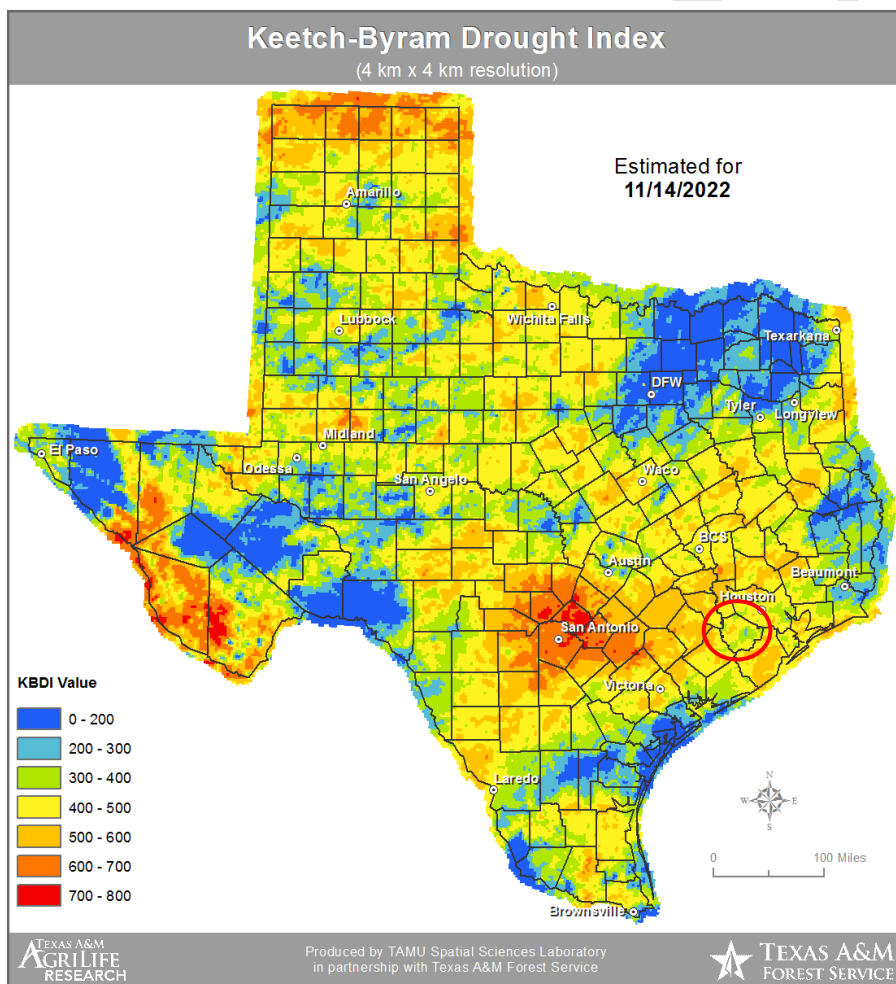 Keetch-Byram Drought Index
(4 km x 4 km resolution)
Estimated for
11/14/2022
Amarillo
Lubbock
Wichita Falls
Texarkana
DFW
Tyler
Longview
El Paso
Midland
Odessa
San Angelo
Waco
BCS
Austin
Beaumont
Houston
San Antonio
Victoria
Laredo
Brownsville
KBDI Value
0 - 200
200 - 300
300 - 400
400 - 500
500 - 600
600 - 700
700 - 800
N
W
E
S
0
100 Miles
TEXAS A&M
AGRILIFE
RESEARCH
Produced by TAMU Spatial Sciences Laboratory
in partnership with Texas A&M Forest Service
TEXAS A&M
FOREST SERVICE